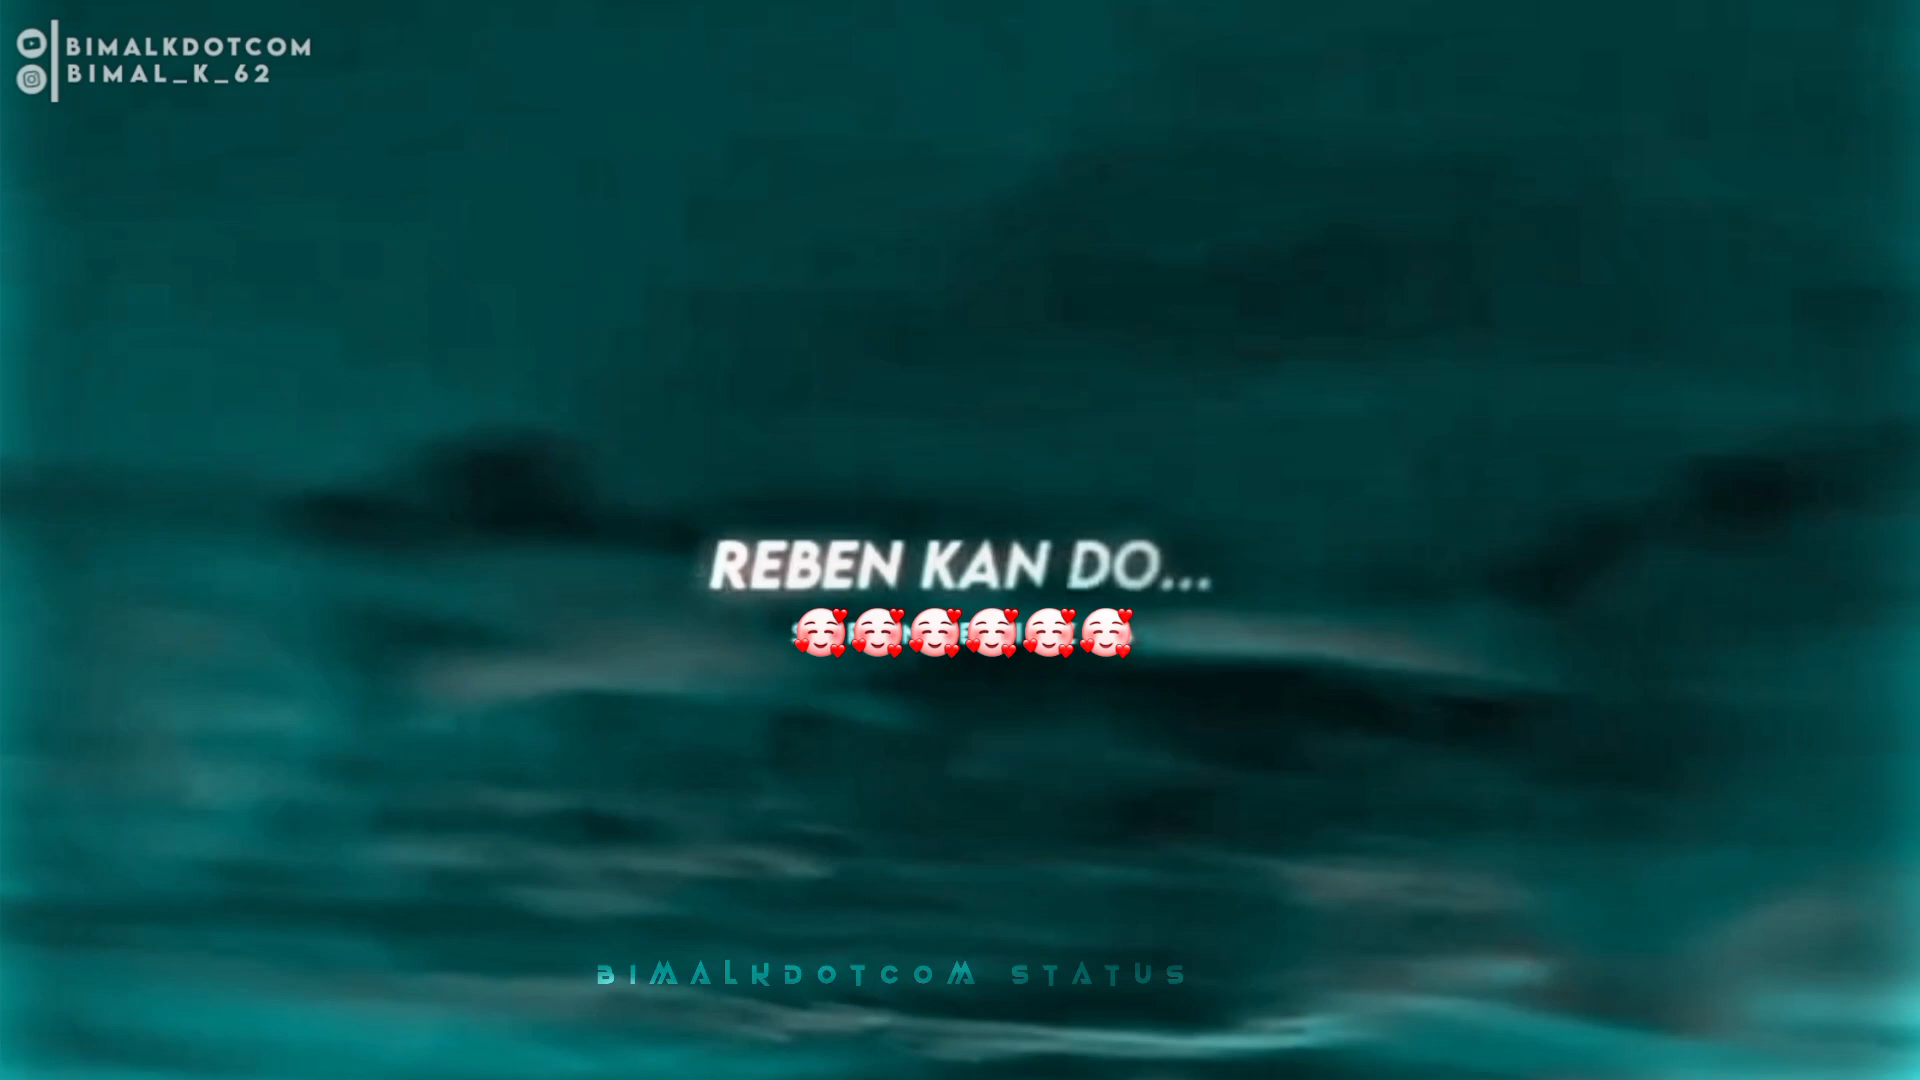 BIMALKDOTCOM
BIMAL_K_62
REBEN KAN DO...
🥰🥰🥰🥰🥰🥰
BIMALKDOTCOM STATUS